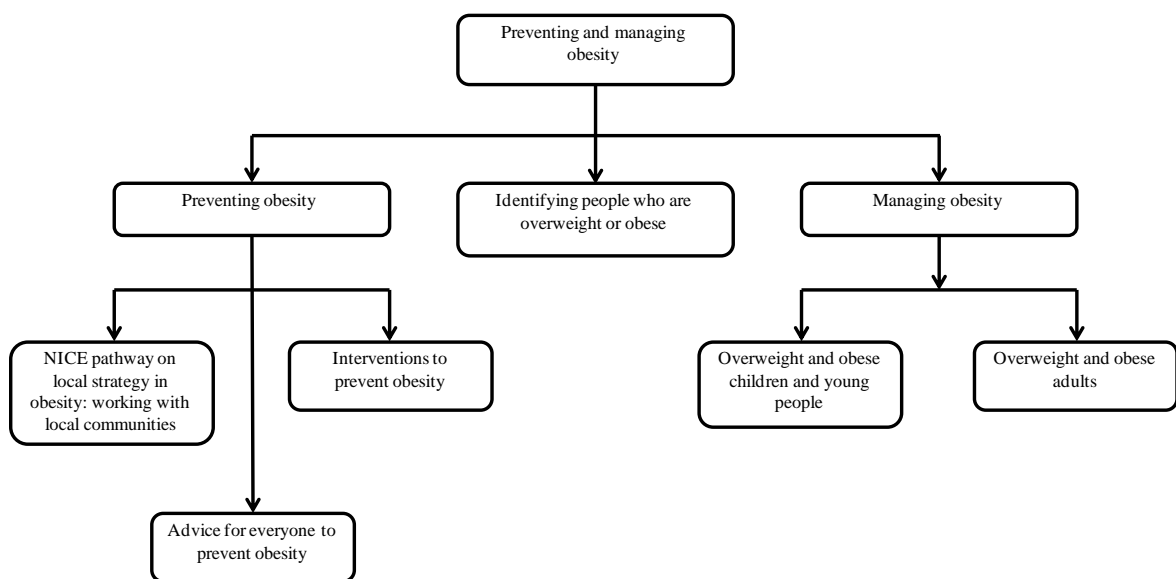 Preventing and managing
obesity
Preventing obesity
Identifying people who are
overweight or obese
Managing obesity
NICE pathway on
local strategy in
obesity: working with
local communities
Interventions to
prevent obesity
Overweight and obese
children and young
people
Overweight and obese
adults
Advice for everyone to
prevent obesity